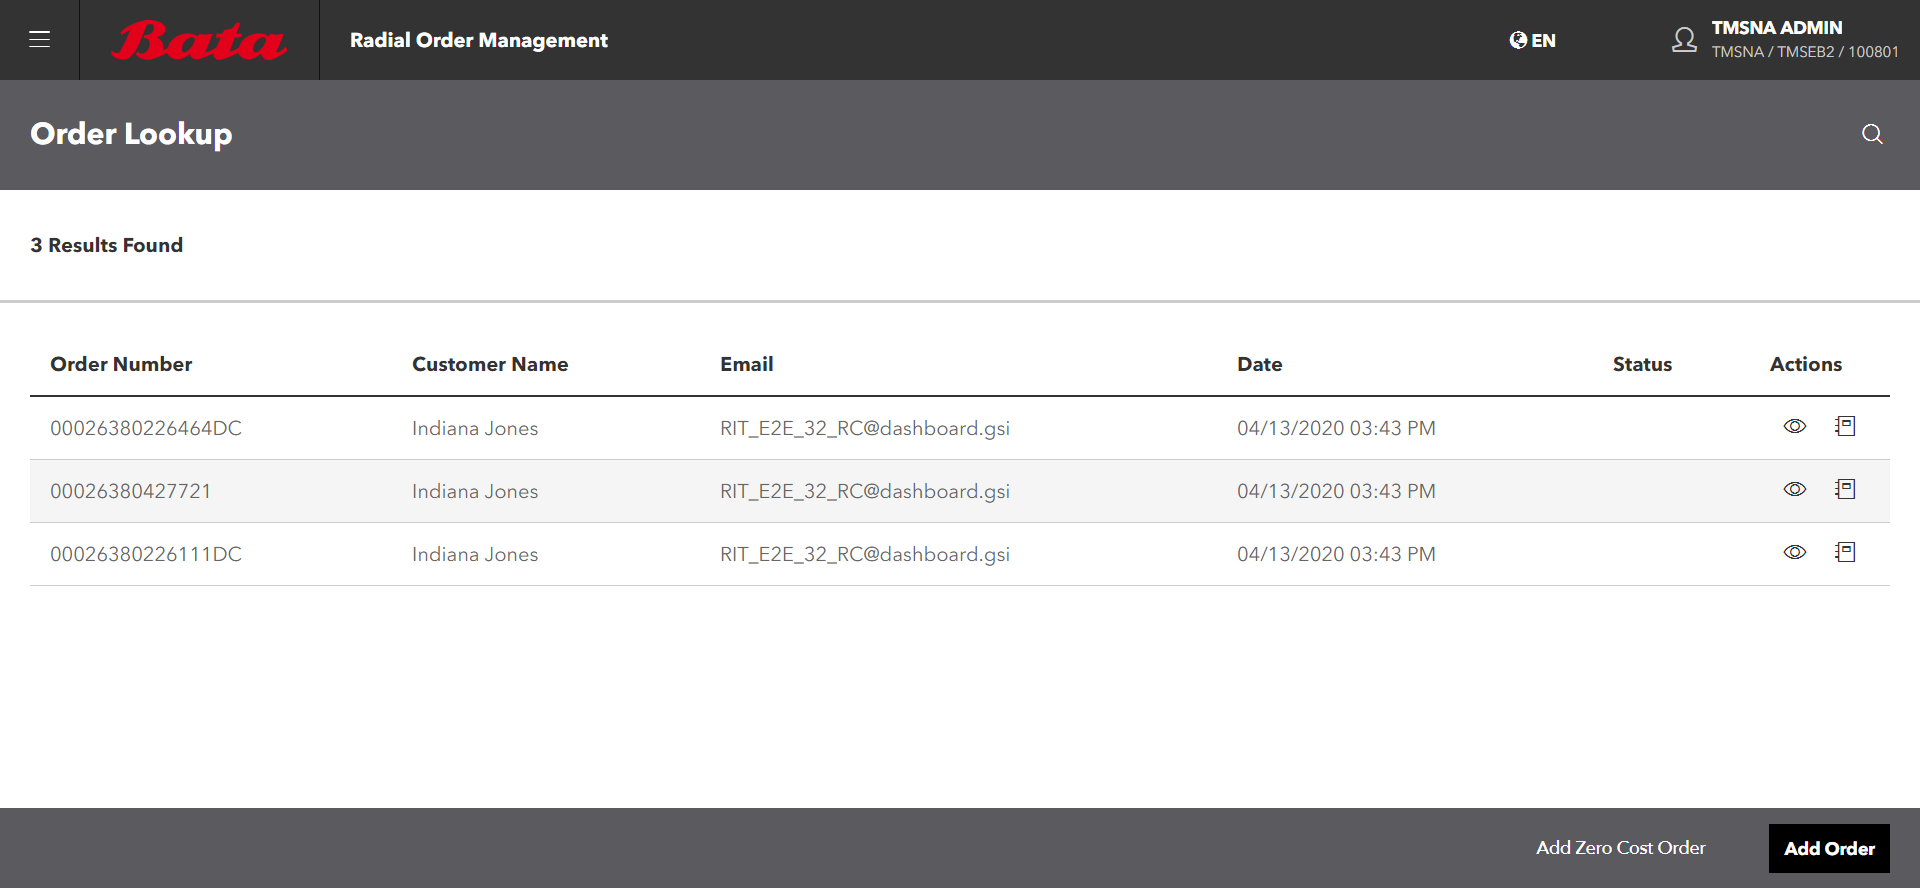 Bata
Radial Order Management
EN
TMSNA ADMIN
TMSNA / TMSEB2 / 100801
Order Lookup
3 Results Found
Order Number Customer Name Email Date Status Actions
00026380226464DC Indiana Jones RIT_E2E_32_RC@dashboard.gsi 04/13/2020 03:43 PM
00026380427721 Indiana Jones RIT_E2E_32_RC@dashboard.gsi 04/13/2020 03:43 PM
00026380226111DC Indiana Jones RIT_E2E_32_RC@dashboard.gsi 04/13/2020 03:43 PM
Add Zero Cost Order Add Order